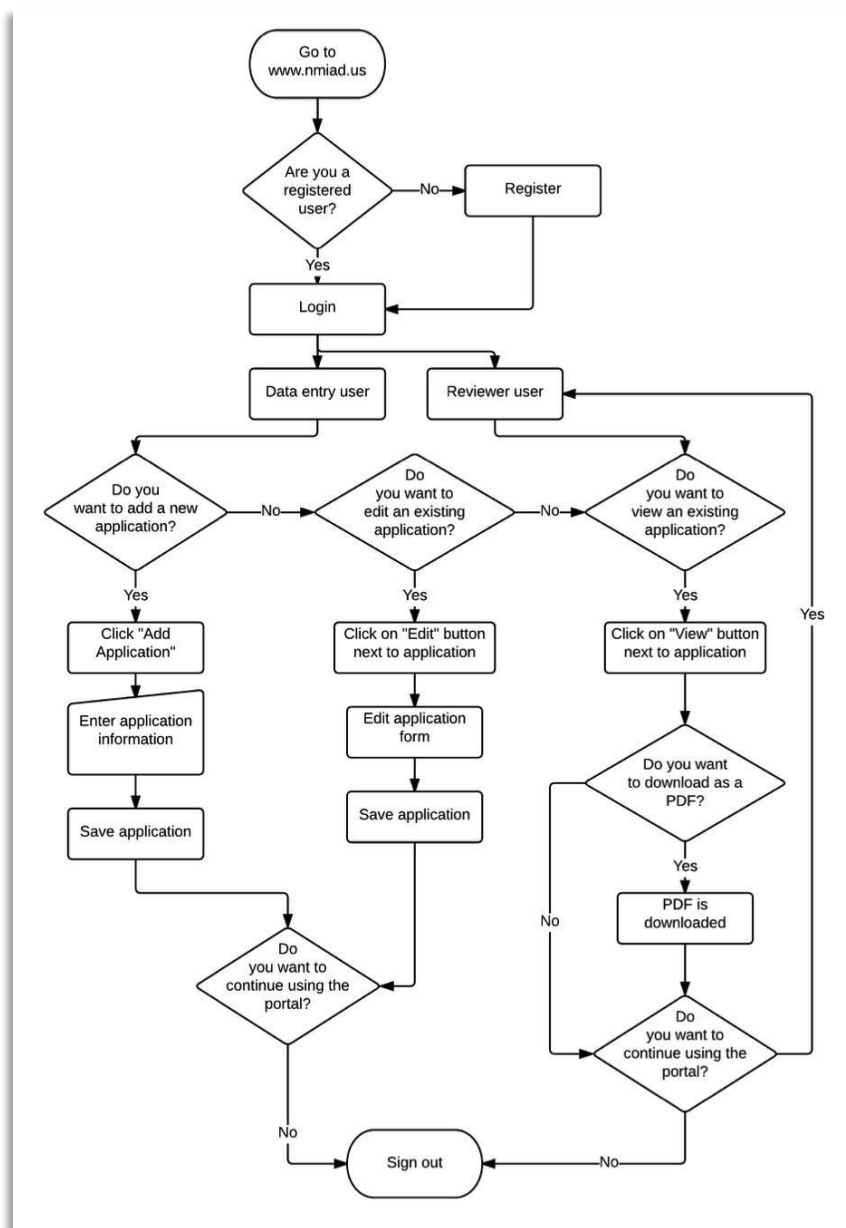 Go to
www.nmiad.us
Are you a
registered
user?
No
Register
Yes
Login
Data entry user
Reviewer user
Do you
want to add a new
application?
No
Do
you want to
edit an existing
application?
No
Do
you want to
view an existing
application?
Yes
Yes
Yes
Yes
Click "Add
Application"
Click on "Edit" button
next to application
Click on "View" button
next to application
Enter application
information
Edit application
form
Do you want
to download as a
PDF?
Save application
Save application
Yes
No
PDF is
downloaded
Do
you want to
continue using the
portal?
Do
you want to
continue using the
portal?
No
Sign out
No